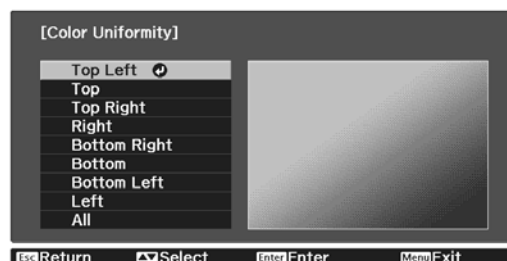 [Color Uniformity]
Top Left
Top
Top Right
Right
Bottom Right
Bottom
Bottom Left
Left
All
Esc Return Select Enter Enter Menu Exit